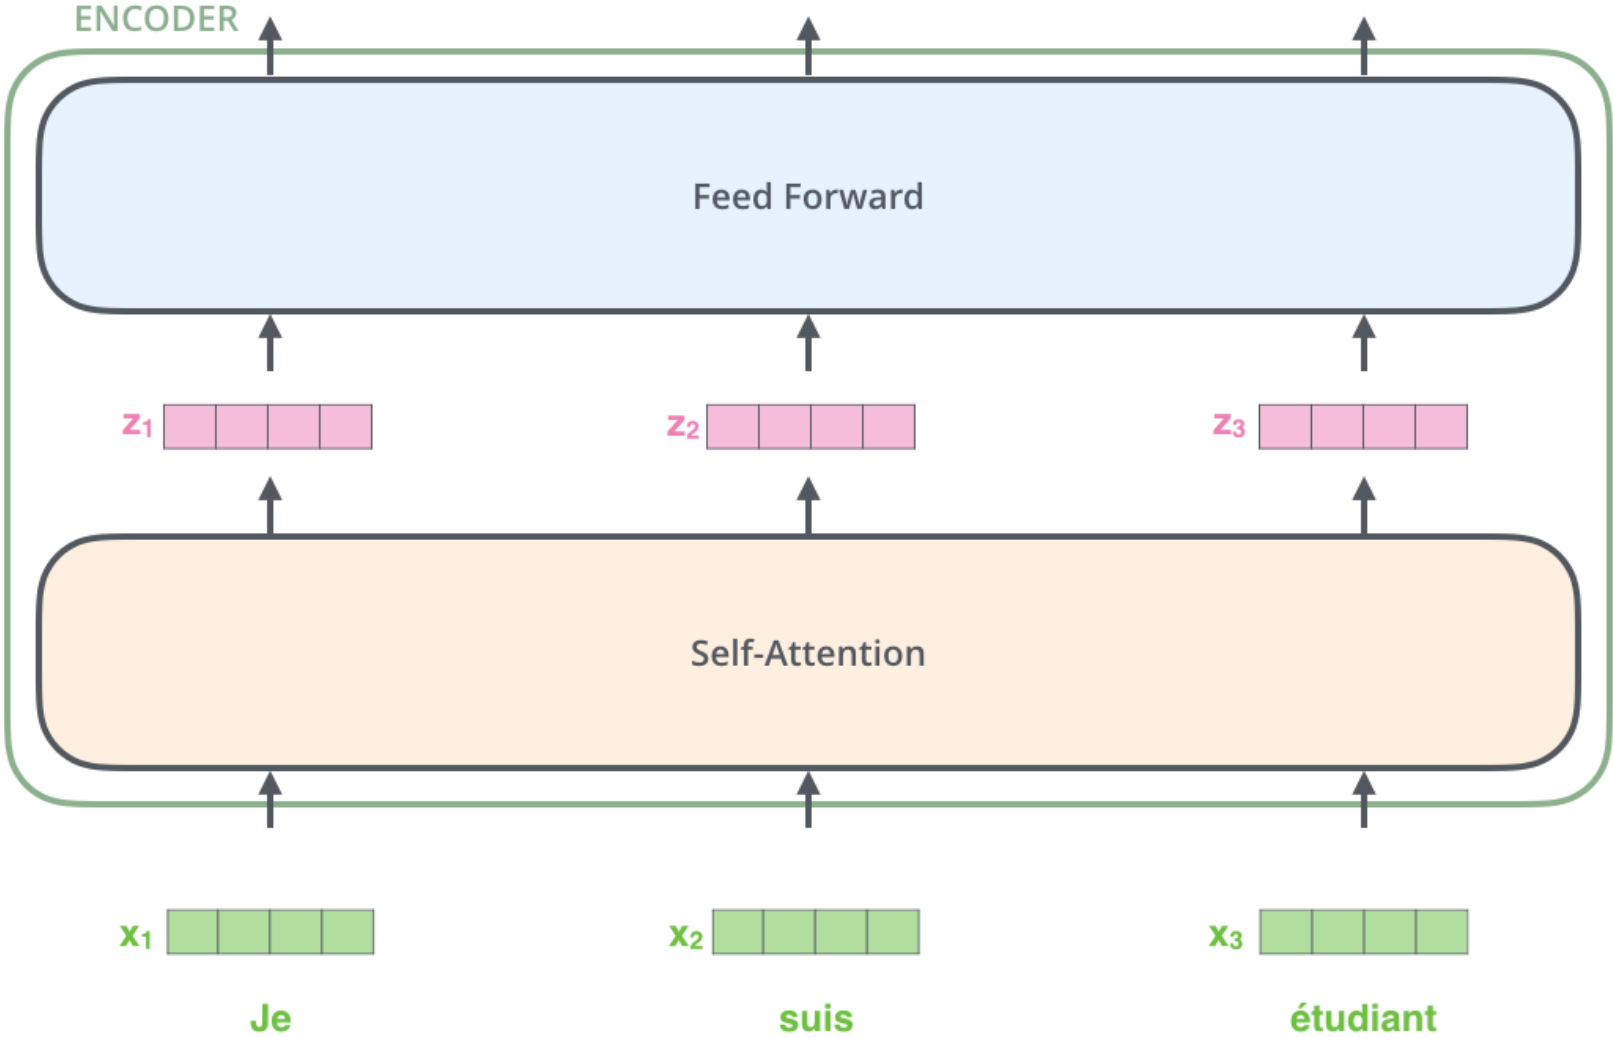 ENCODER
Feed Forward
z1 z2 z3
Self-Attention
x1 x2 x3
Je suis étudiant